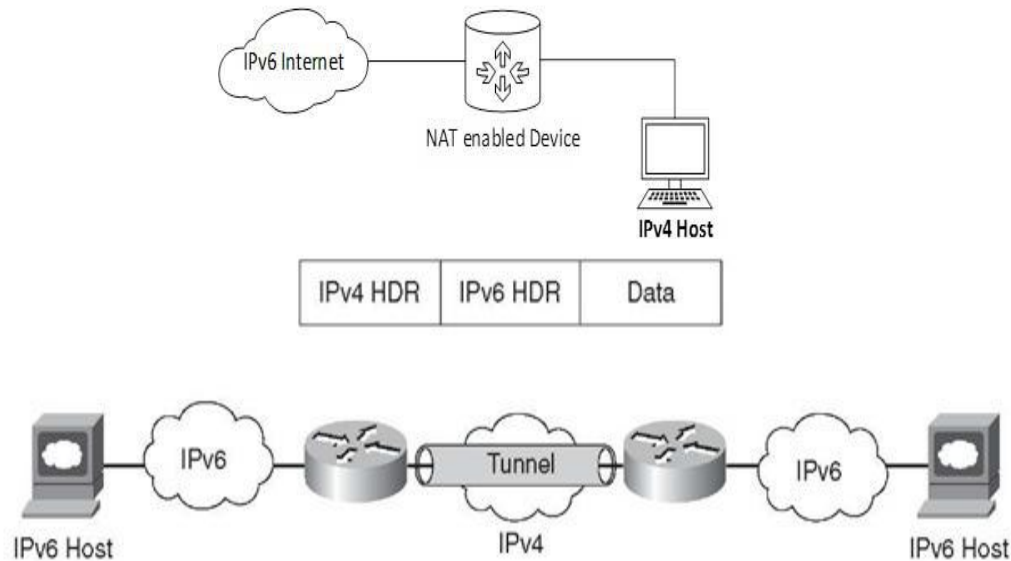 IPv6 Internet
NAT enabled Device
IPv4 Host
IPv4 HDR
IPv6 HDR
Data
IPv6
Tunnel
IPv6
IPv6 Host
IPv4
IPv6 Host